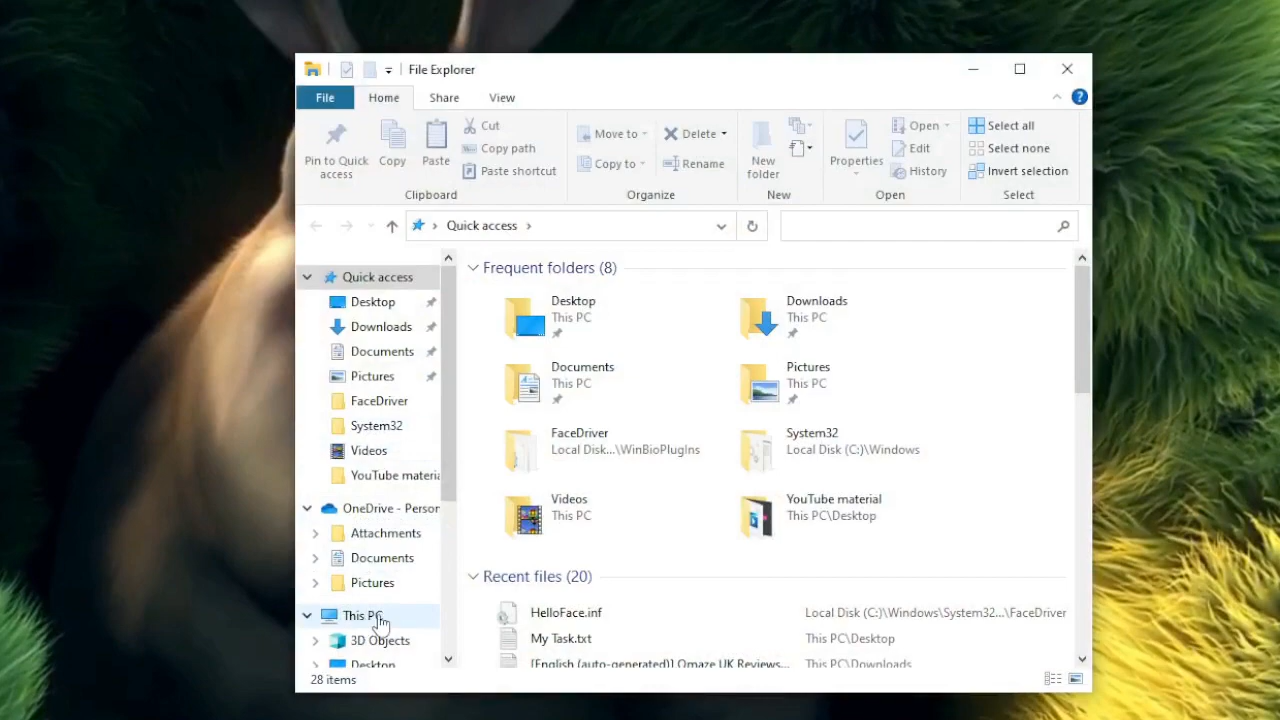 File Explorer
File Home Share View
Pin to Quick access
Copy
Paste
Cut
Copy path
Paste shortcut
Clipboard
Move to
Copy to
Delete
Rename
Organize
New folder
New
Properties
Open
Edit
History
Open
Select all
Select none
Invert selection
Select
Quick access
Quick access
Desktop
Downloads
Documents
Pictures
FaceDriver
System32
Videos
YouTube materia
OneDrive - Person
Attachments
Documents
Pictures
This PC
3D Objects
Desktop
Frequent folders (8)
Desktop
This PC
Downloads
This PC
Documents
This PC
Pictures
This PC
FaceDriver
Local Disk...\WinBioPlugIns
System32
Local Disk (C:)\Windows
Videos
This PC
YouTube material
This PC\Desktop
Recent files (20)
HelloFace.inf Local Disk (C:)\Windows\System32...\FaceDriver
My Task.txt This PC\Desktop
[English (auto-generated)] Omaze UK Reviews... This PC\Downloads
28 items